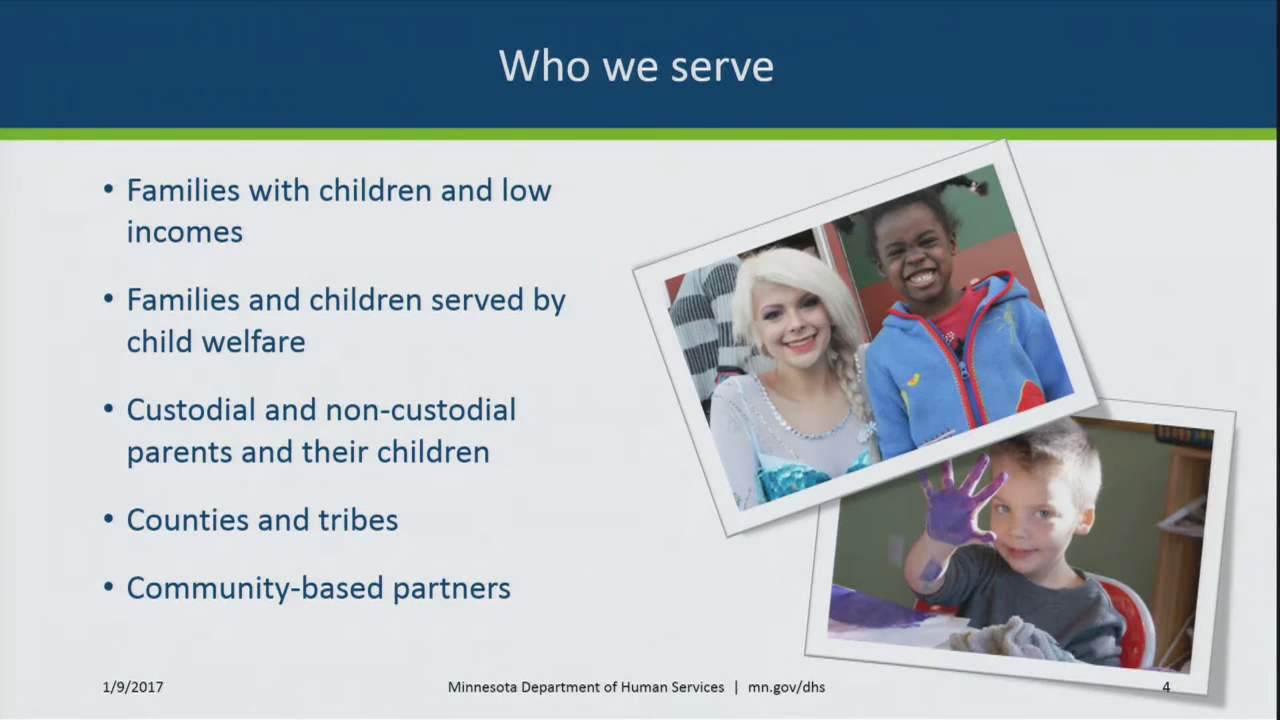 Who we serve
• Families with children and low
incomes
• Families and children served by
child welfare
• Custodial and non-custodial
parents and their children
• Counties and tribes
• Community-based partners
1/9/2017
Minnesota Department of Human Services | mn.gov/dhs
4